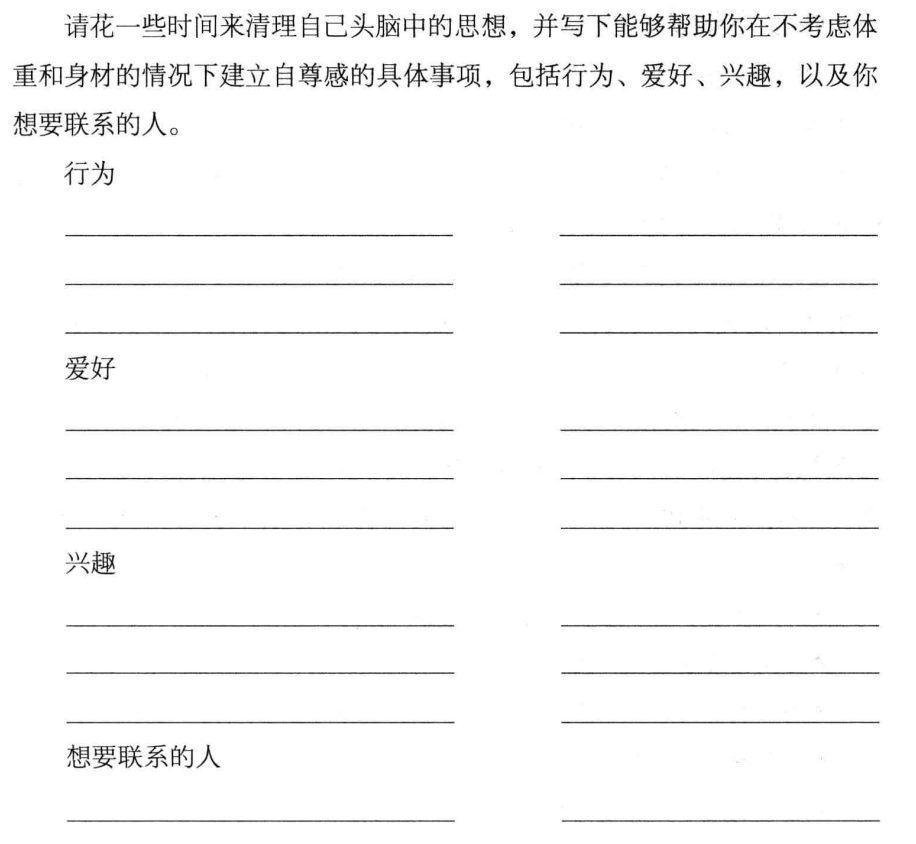 请花一些时间来清理自己头脑中的思想，并写下能够帮助你在不考虑体
重和身材的情况下建立自尊感的具体事项，包括行为、爱好、兴趣，以及你
想要联系的人。
行为
爱好
兴趣
想要联系的人